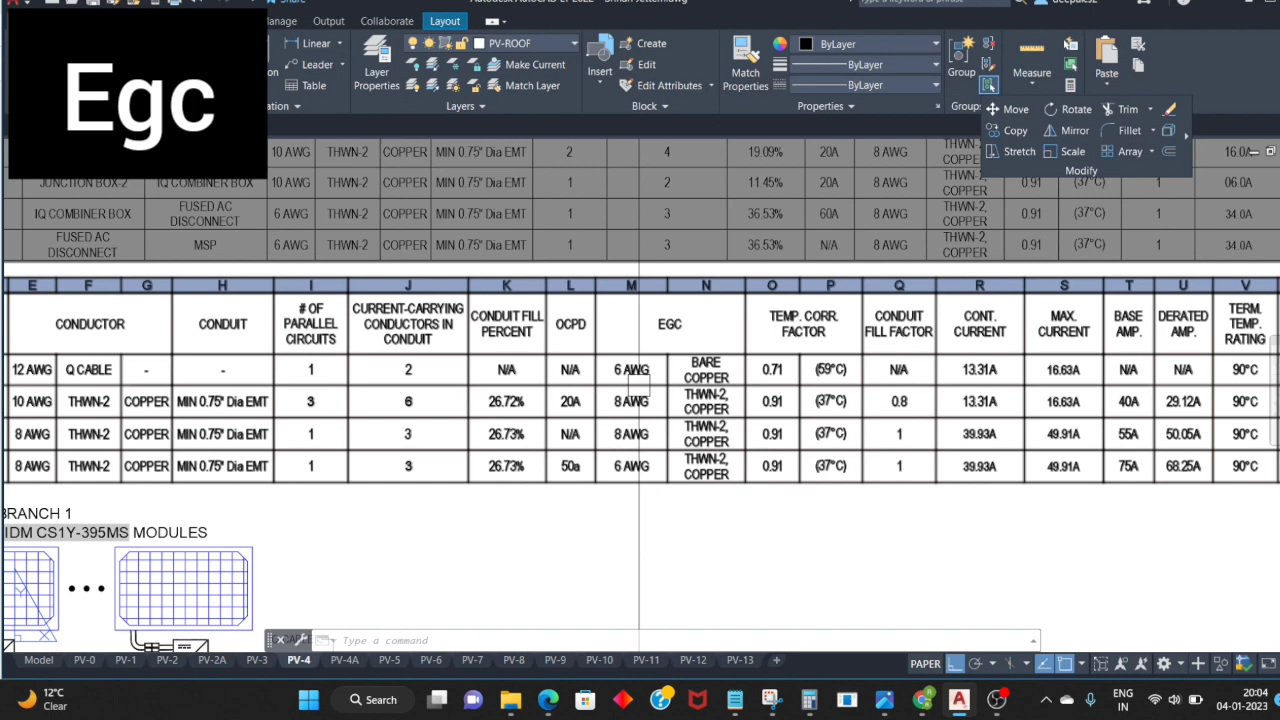 Egc
Autodesk AutoCAD LT 2022
Share
Type a keyword or phrase
Manage Output Collaborate Layout
Linear
Leader
Table
Layer
Properties
PV-ROOF
Make Current
Match Layer
Layers
Insert
Create
Edit
Edit Attributes
Block
Match
Properties
ByLayer
ByLayer
ByLayer
Properties
Group
Groups
Measure
Paste
Move Rotate Trim
Copy Mirror Fillet
Stretch Scale Array
Modify
10 AWG THWN-2 COPPER MIN 0.75" Dia EMT 2 4 19.09% 20A 8 AWG THWN-2, COPPER 16.0A
JUNCTION BOX-2 IQ COMBINER BOX 10 AWG THWN-2 COPPER MIN 0.75" Dia EMT 1 2 11.45% 20A 8 AWG THWN-2, COPPER 0.91 (37°C) 1 06.0A
IQ COMBINER BOX FUSED AC DISCONNECT 6 AWG THWN-2 COPPER MIN 0.75" Dia EMT 1 3 36.53% 60A 8 AWG THWN-2, COPPER 0.91 (37°C) 1 34.0A
FUSED AC DISCONNECT MSP 6 AWG THWN-2 COPPER MIN 0.75" Dia EMT 1 3 36.53% N/A 8 AWG THWN-2, COPPER 0.91 (37°C) 1 34.0A
E F G H I J K L M N O P Q R S T U V
CONDUCTOR CONDUIT # OF PARALLEL CIRCUITS CURRENT-CARRYING CONDUCTORS IN CONDUIT CONDUIT FILL PERCENT OCPD EGC TEMP. CORR. FACTOR CONDUIT FILL FACTOR CONT. CURRENT MAX. CURRENT BASE AMP. DERATED AMP. TERM. TEMP. RATING
12 AWG Q CABLE - - 1 2 N/A N/A 6 AWG BARE COPPER 0.71 (59°C) N/A 13.31A 16.63A N/A N/A 90°C
10 AWG THWN-2 COPPER MIN 0.75" Dia EMT 3 6 26.72% 20A 8 AWG THWN-2, COPPER 0.91 (37°C) 0.8 13.31A 16.63A 40A 29.12A 90°C
8 AWG THWN-2 COPPER MIN 0.75" Dia EMT 1 3 26.73% N/A 8 AWG THWN-2, COPPER 0.91 (37°C) 1 39.93A 49.91A 55A 50.05A 90°C
8 AWG THWN-2 COPPER MIN 0.75" Dia EMT 1 3 26.73% 50a 6 AWG THWN-2, COPPER 0.91 (37°C) 1 39.93A 49.91A 75A 68.25A 90°C
BRANCH 1
IDM CS1Y-395MS MODULES
Type a command
Model PV-0 PV-1 PV-2 PV-2A PV-3 PV-4 PV-4A PV-5 PV-6 PV-7 PV-8 PV-9 PV-10 PV-11 PV-12 PV-13 PAPER
12°C
Clear
Search
ENG
IN
20:04
04-01-2023